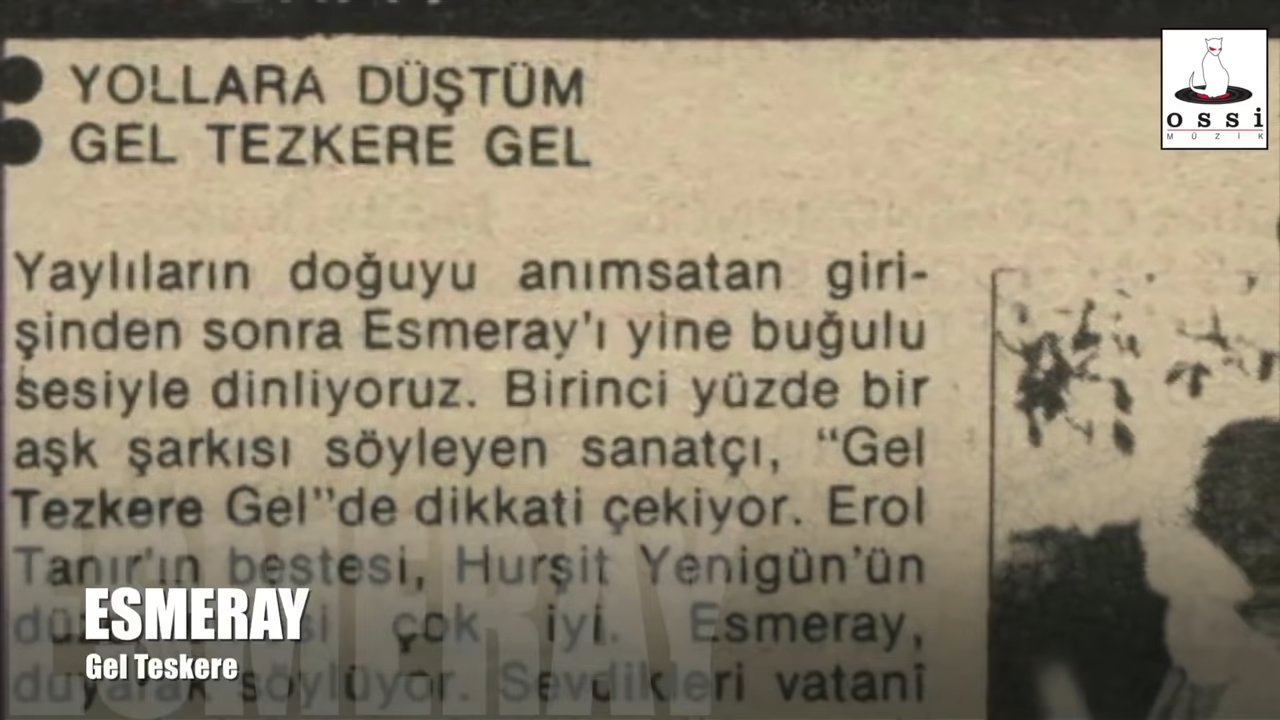 YOLLARA DÜŞTÜM
GEL TEZKERE GEL
ossi
MÜZİK
Yaylıların doğuyu anımsatan giri-
şinden sonra Esmeray'ı yine buğulu
sesiyle dinliyoruz. Birinci yüzde bir
aşk şarkısı söyleyen sanatçı, “Gel
Tezkere Gel”de dikkati çekiyor. Erol
Tanır'ın bestesi, Hurşit Yenigün'ün
çok iyi. Esmeray,
duyarak söylüyor. Sevdikleri vatani
ESMERAY
ESMERAY
Gel Teskere